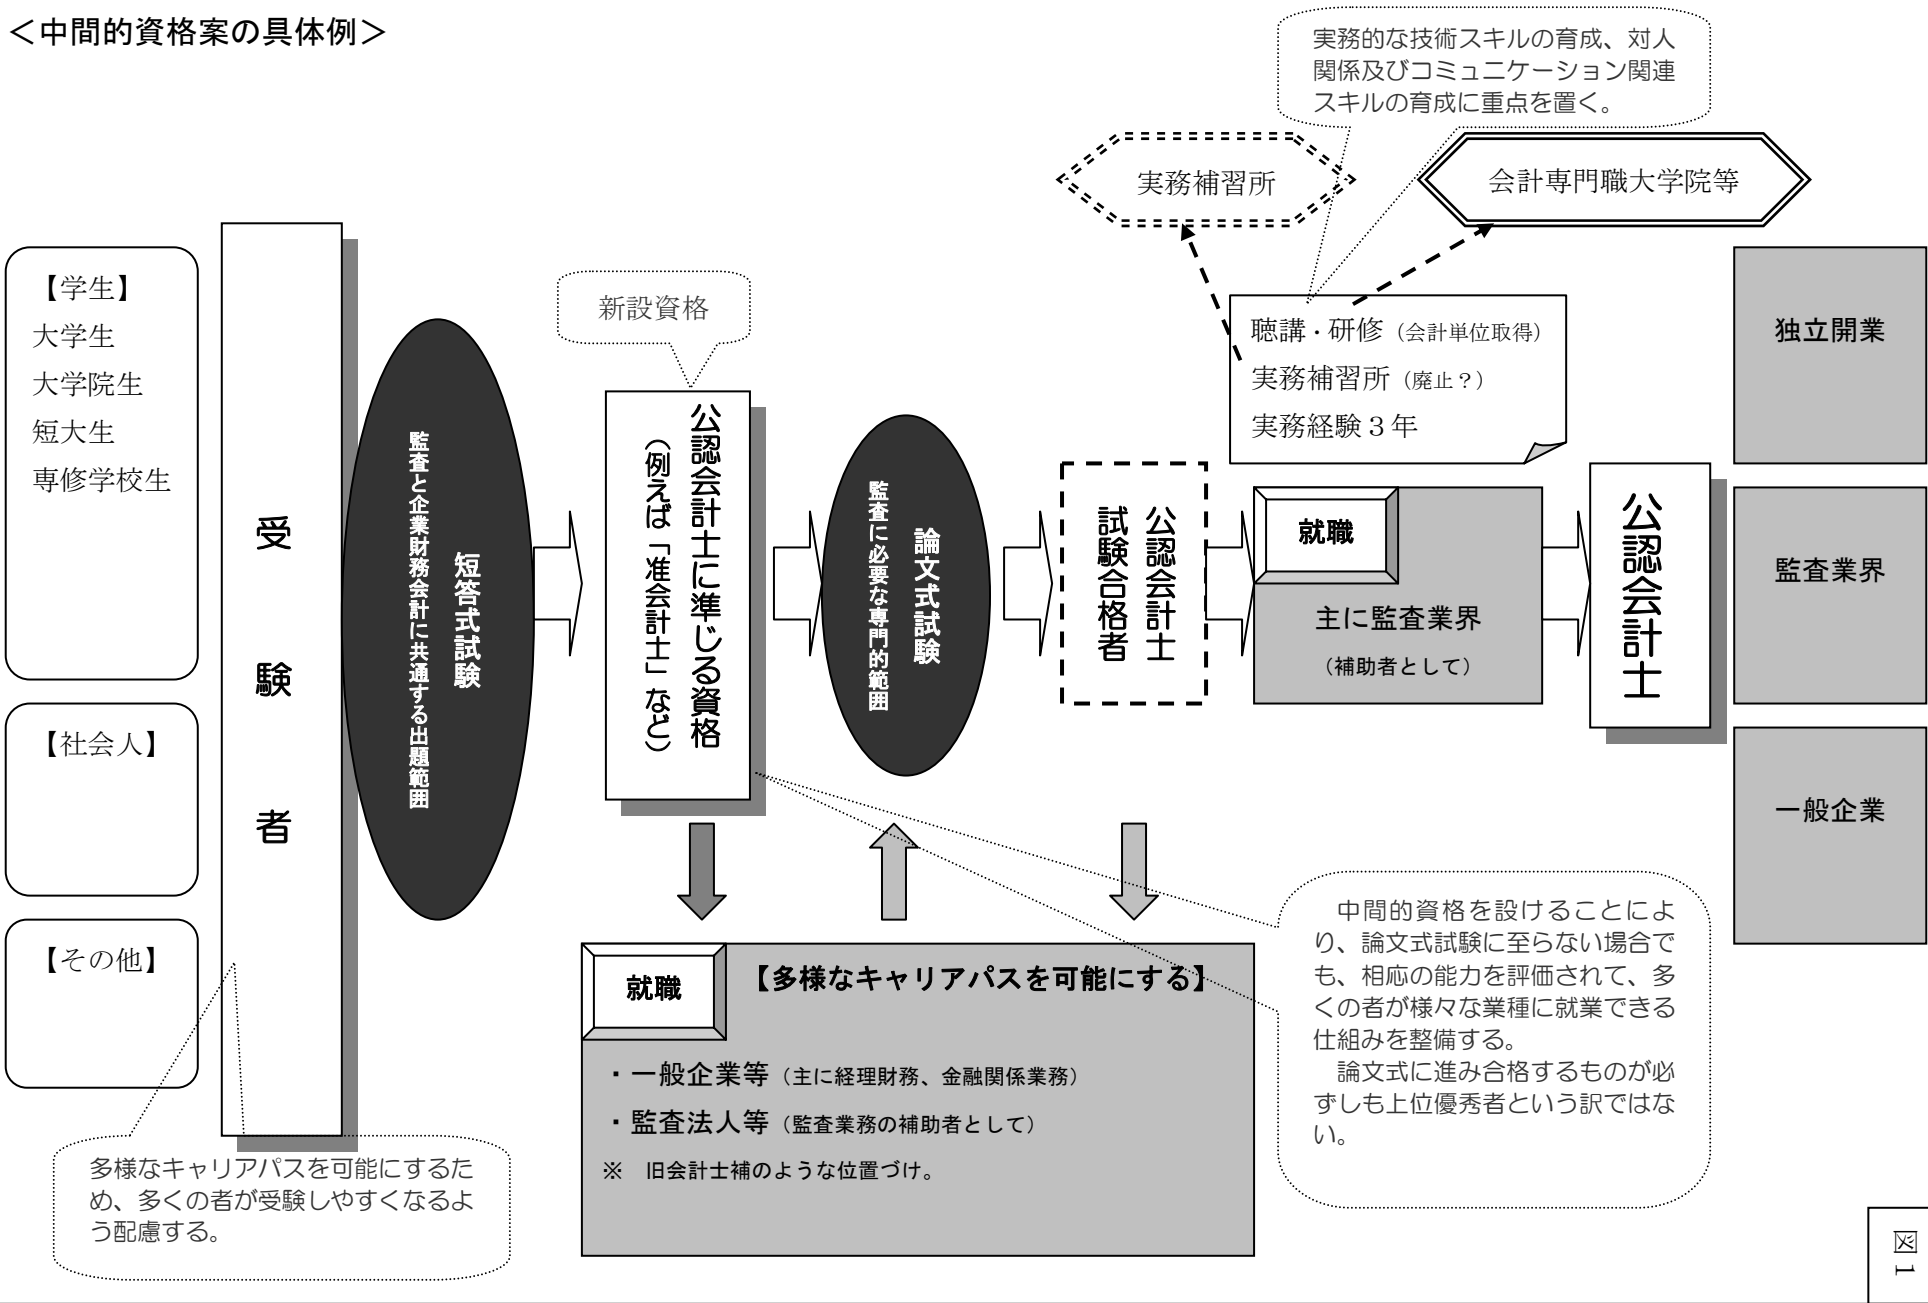 ＜中間的資格案の具体例＞
実務的な技術スキルの育成、対人
関係及びコミュニケーション関連
スキルの育成に重点を置く。
実務補習所
会計専門職大学院等
【学生】
大学生
大学院生
短大生
専修学校生
【社会人】
【その他】
受験者
多様なキャリアパスを可能にするた
め、多くの者が受験しやすくなるよ
う配慮する。
短答式試験
監査と企業財務会計に共通する出題範囲
新設資格
公認会計士に準じる資格
（例えば「准会計士」など）
論文式試験
監査に必要な専門的範囲
公認会計士
試験合格者
聴講・研修（会計単位取得）
実務補習所（廃止？）
実務経験３年
就職
主に監査業界
（補助者として）
公認会計士
独立開業
監査業界
一般企業
就職
【多様なキャリアパスを可能にする】
・一般企業等（主に経理財務、金融関係業務）
・監査法人等（監査業務の補助者として）
※　旧会計士補のような位置づけ。
中間的資格を設けることによ
り、論文式試験に至らない場合で
も、相応の能力を評価されて、多
くの者が様々な業種に就業できる
仕組みを整備する。
論文式に進み合格するものが必
ずしも上位優秀者という訳ではな
い。
図１